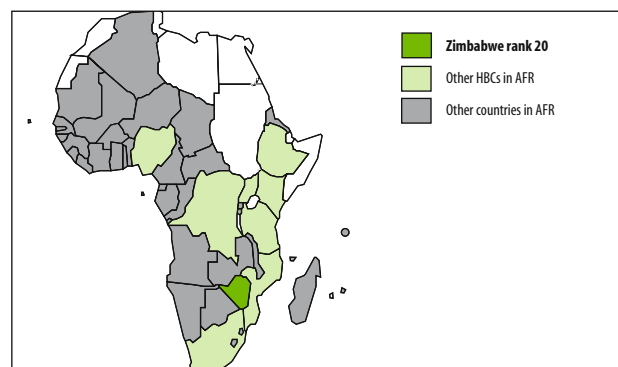 Zimbabwe rank 20
Other HBCs in AFR
Other countries in AFR